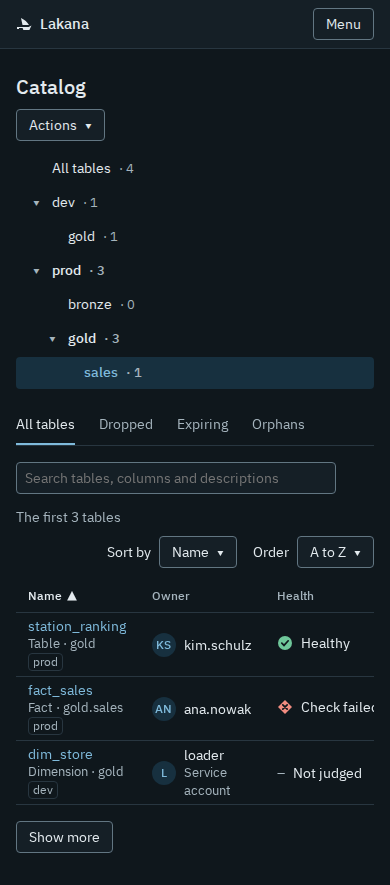 Lakana
Menu
Catalog
Actions ▼
All tables · 4
▼ dev · 1
gold · 1
▼ prod · 3
bronze · 0
▼ gold · 3
sales · 1
All tables Dropped Expiring Orphans
Search tables, columns and descriptions
The first 3 tables
Sort by Name ▼ Order A to Z ▼
Name ▲ Owner Health
station_ranking
Table · gold
prod
KS kim.schulz
Healthy
fact_sales
Fact · gold.sales
prod
AN ana.nowak
Check failed
dim_store
Dimension · gold
dev
L loader
Service
account
– Not judged
Show more